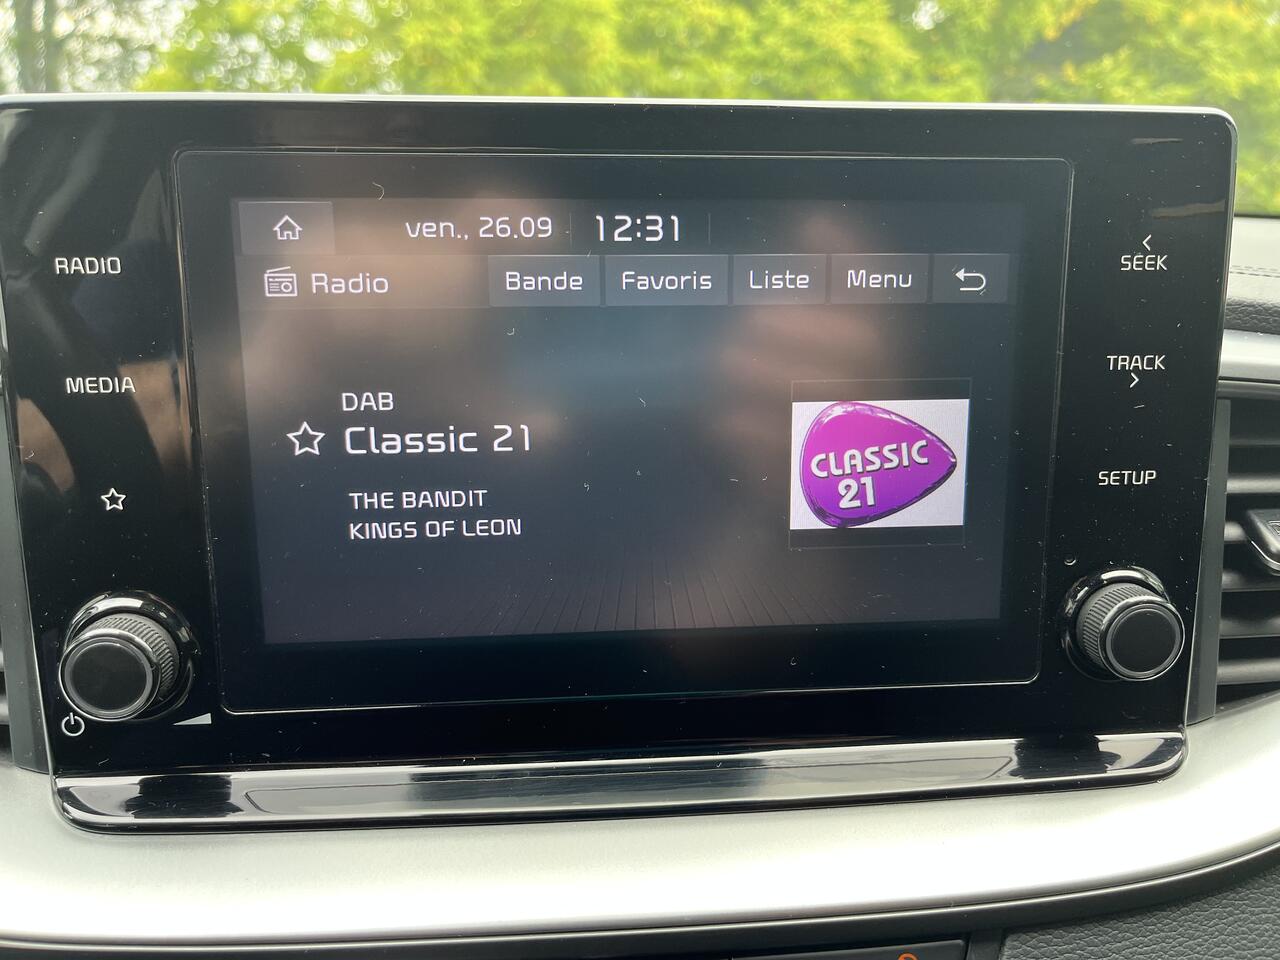 ven., 26.09 12:31
Radio Bande Favoris Liste Menu
RADIO
MEDIA
DAB
Classic 21
THE BANDIT
KINGS OF LEON
CLASSIC
21
SEEK
TRACK
SETUP